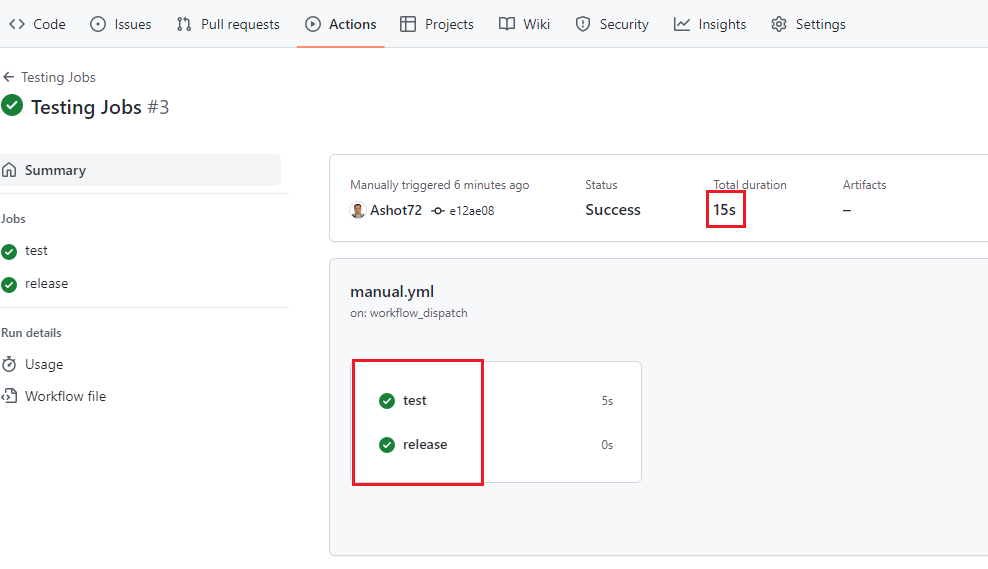 Code Issues Pull requests Actions Projects Wiki Security Insights Settings
Testing Jobs
Testing Jobs #3
Summary
Jobs
test
release
Run details
Usage
Workflow file
Manually triggered 6 minutes ago
Ashot72 e12ae08
Status
Success
Total duration
15s
Artifacts
–
manual.yml
on: workflow_dispatch
test 5s
release 0s